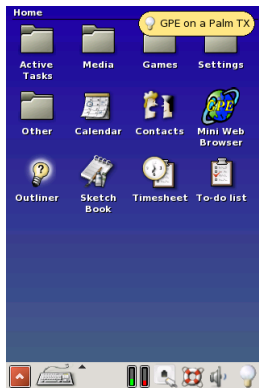 Home
GPE on a Palm TX
Active Tasks
Media
Games
Settings
Other
Calendar
Contacts
GPE
Mini Web Browser
Outliner
Sketch Book
Timesheet
To-do list